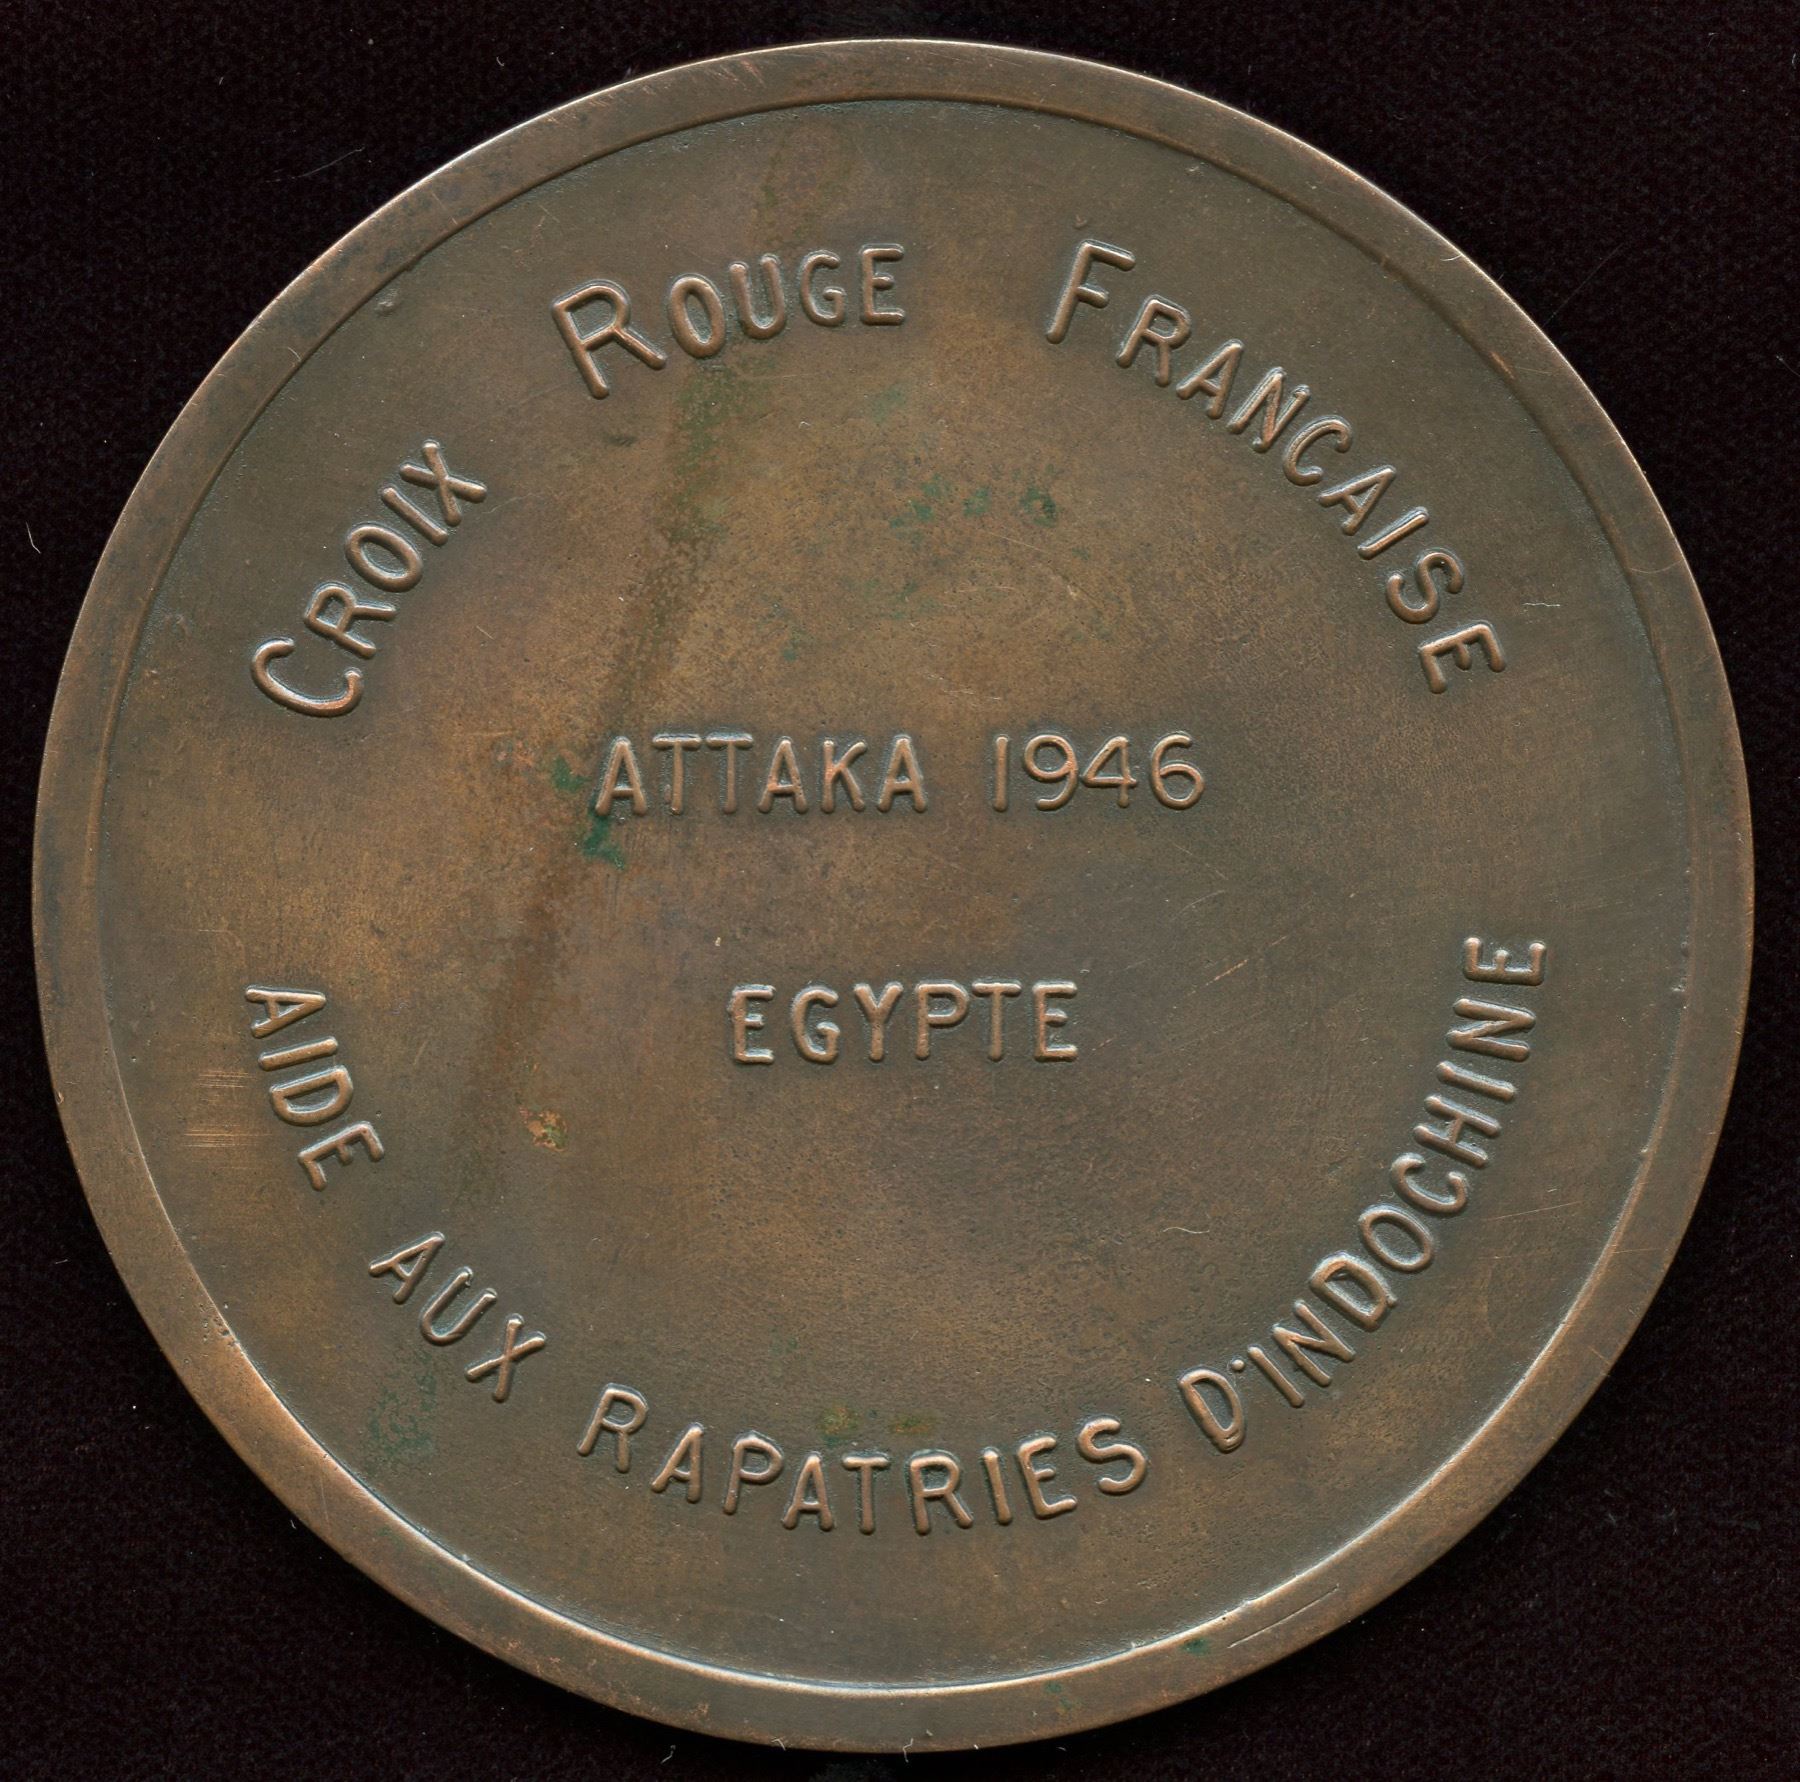 CROIX ROUGE FRANCAISE
ATTAKA 1946
EGYPTE
AIDE AUX RAPATRIES D'INDOCHINE